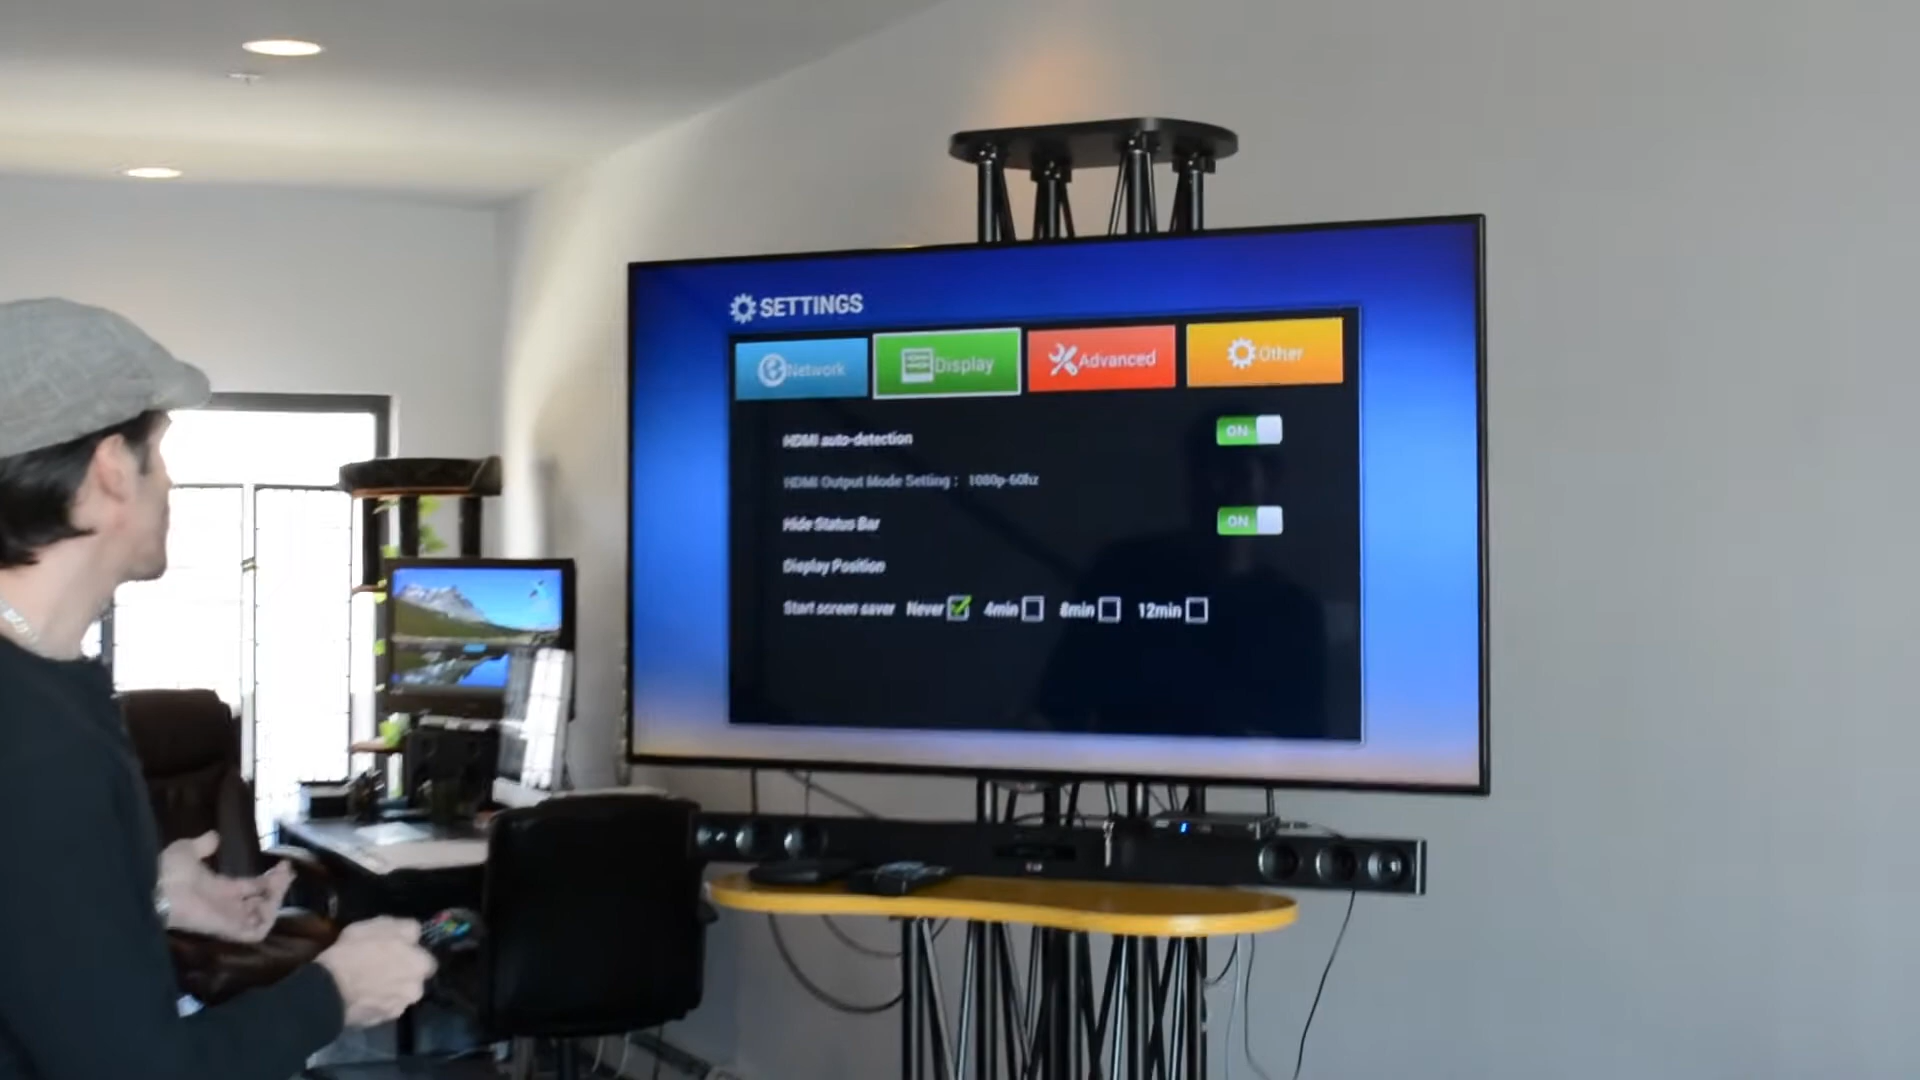 SETTINGS
Network Display Advanced Other
HDMI auto-detection ON
HDMI Output Mode Setting : 1080p-60hz
Hide Status Bar ON
Display Position
Start screen saver Never 4min 8min 12min